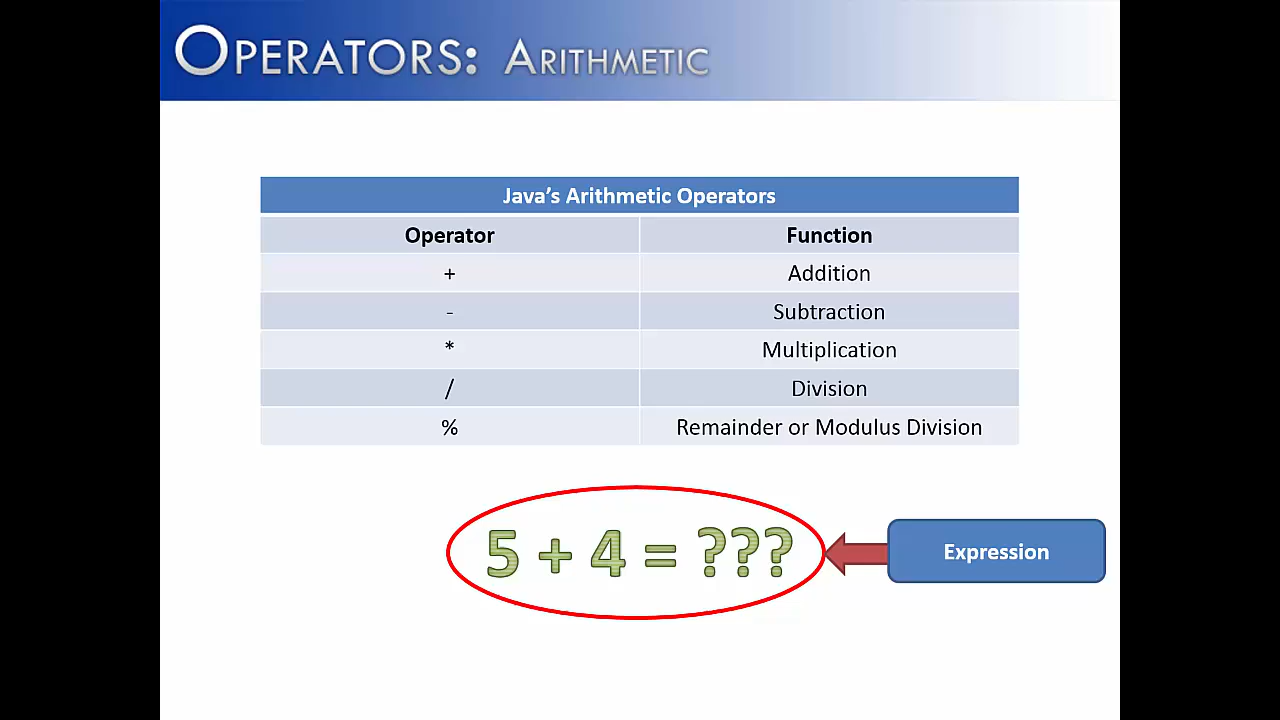 OPERATORS: ARITHMETIC
Java's Arithmetic Operators
Operator Function
+ Addition
- Subtraction
* Multiplication
/ Division
% Remainder or Modulus Division
5 + 4 = ???
Expression